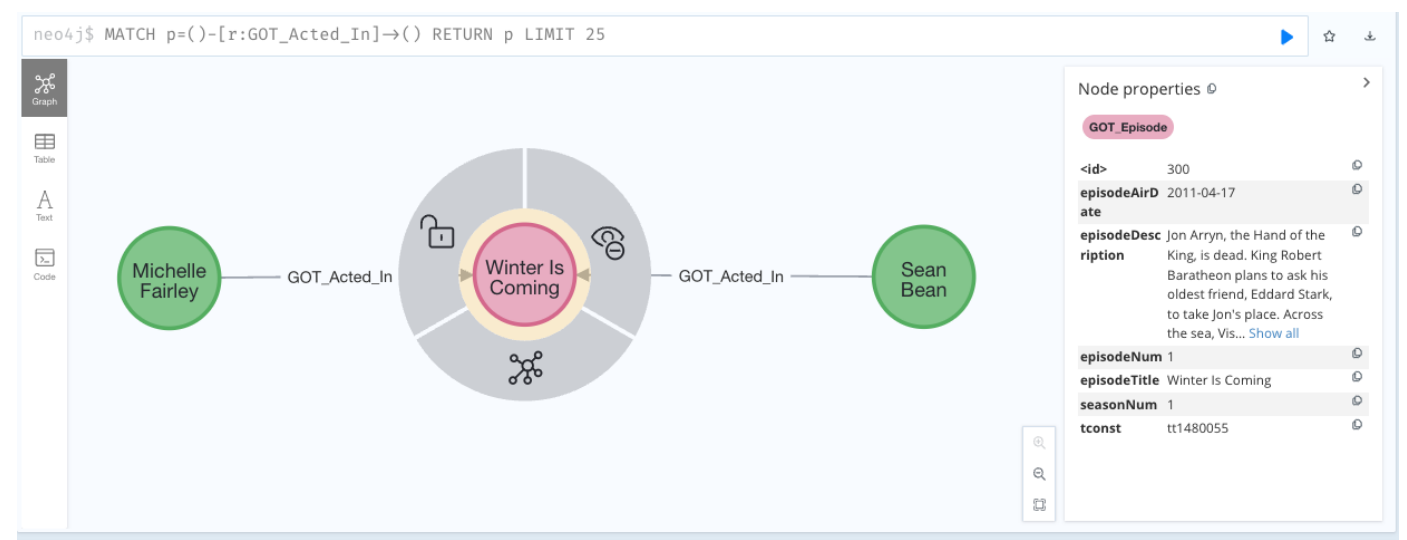 neo4j$ MATCH p=()-[r:GOT_Acted_In]→() RETURN p LIMIT 25
Graph
Table
A
Text
Code
Michelle
Fairley
GOT_Acted_In
Winter Is
Coming
GOT_Acted_In
Sean
Bean
Node properties
GOT_Episode
<id> 300
episodeAirD 2011-04-17
ate
episodeDesc Jon Arryn, the Hand of the
ription King, is dead. King Robert
Baratheon plans to ask his
oldest friend, Eddard Stark,
to take Jon's place. Across
the sea, Vis... Show all
episodeNum 1
episodeTitle Winter Is Coming
seasonNum 1
tconst tt1480055